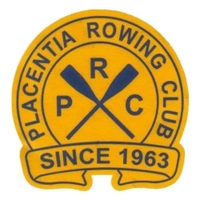 PLACENTIA ROWING CLUB
R
P C
SINCE 1963